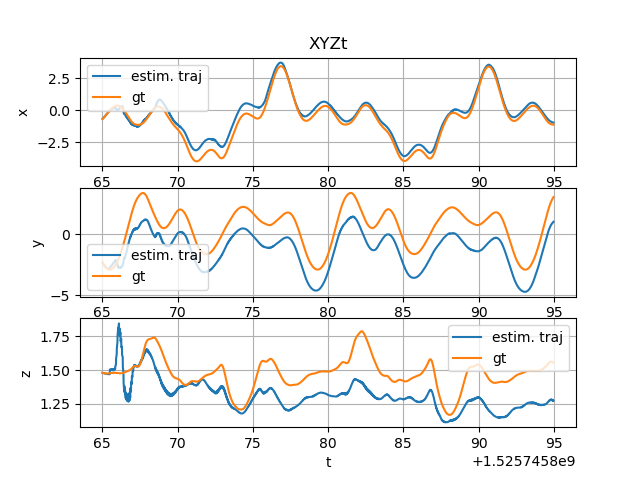 XYZt
x
2.5
0.0
−2.5
estim. traj
gt
65 70 75 80 85 90 95
y
0
−5
estim. traj
gt
65 70 75 80 85 90 95
z
1.75
1.50
1.25
estim. traj
gt
65 70 75 80 85 90 95
t
+1.5257458e9